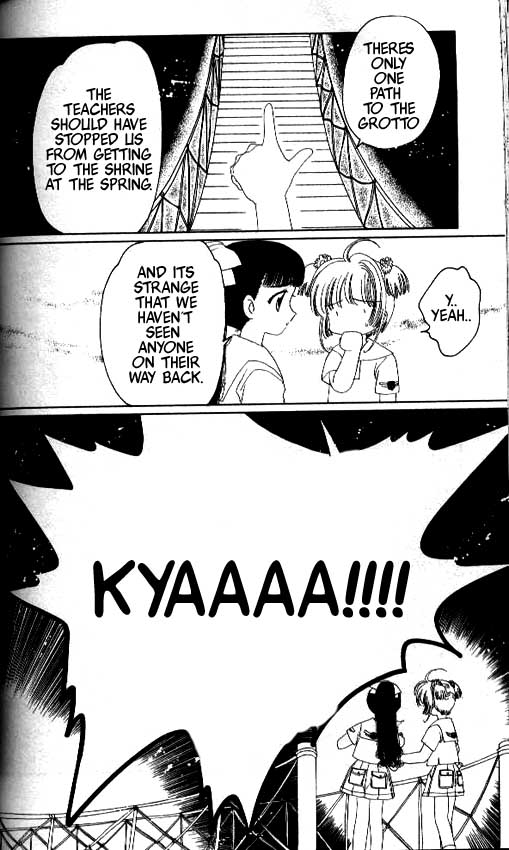 THERES
ONLY
ONE
PATH
TO THE
GROTTO
THE
TEACHERS
SHOULD HAVE
STOPPED US
FROM GETTING
TO THE SHRINE
AT THE SPRING.
Y..
YEAH..
AND ITS
STRANGE
THAT WE
HAVEN'T
SEEN
ANYONE
ON THEIR
WAY BACK.
KYAAAA!!!!